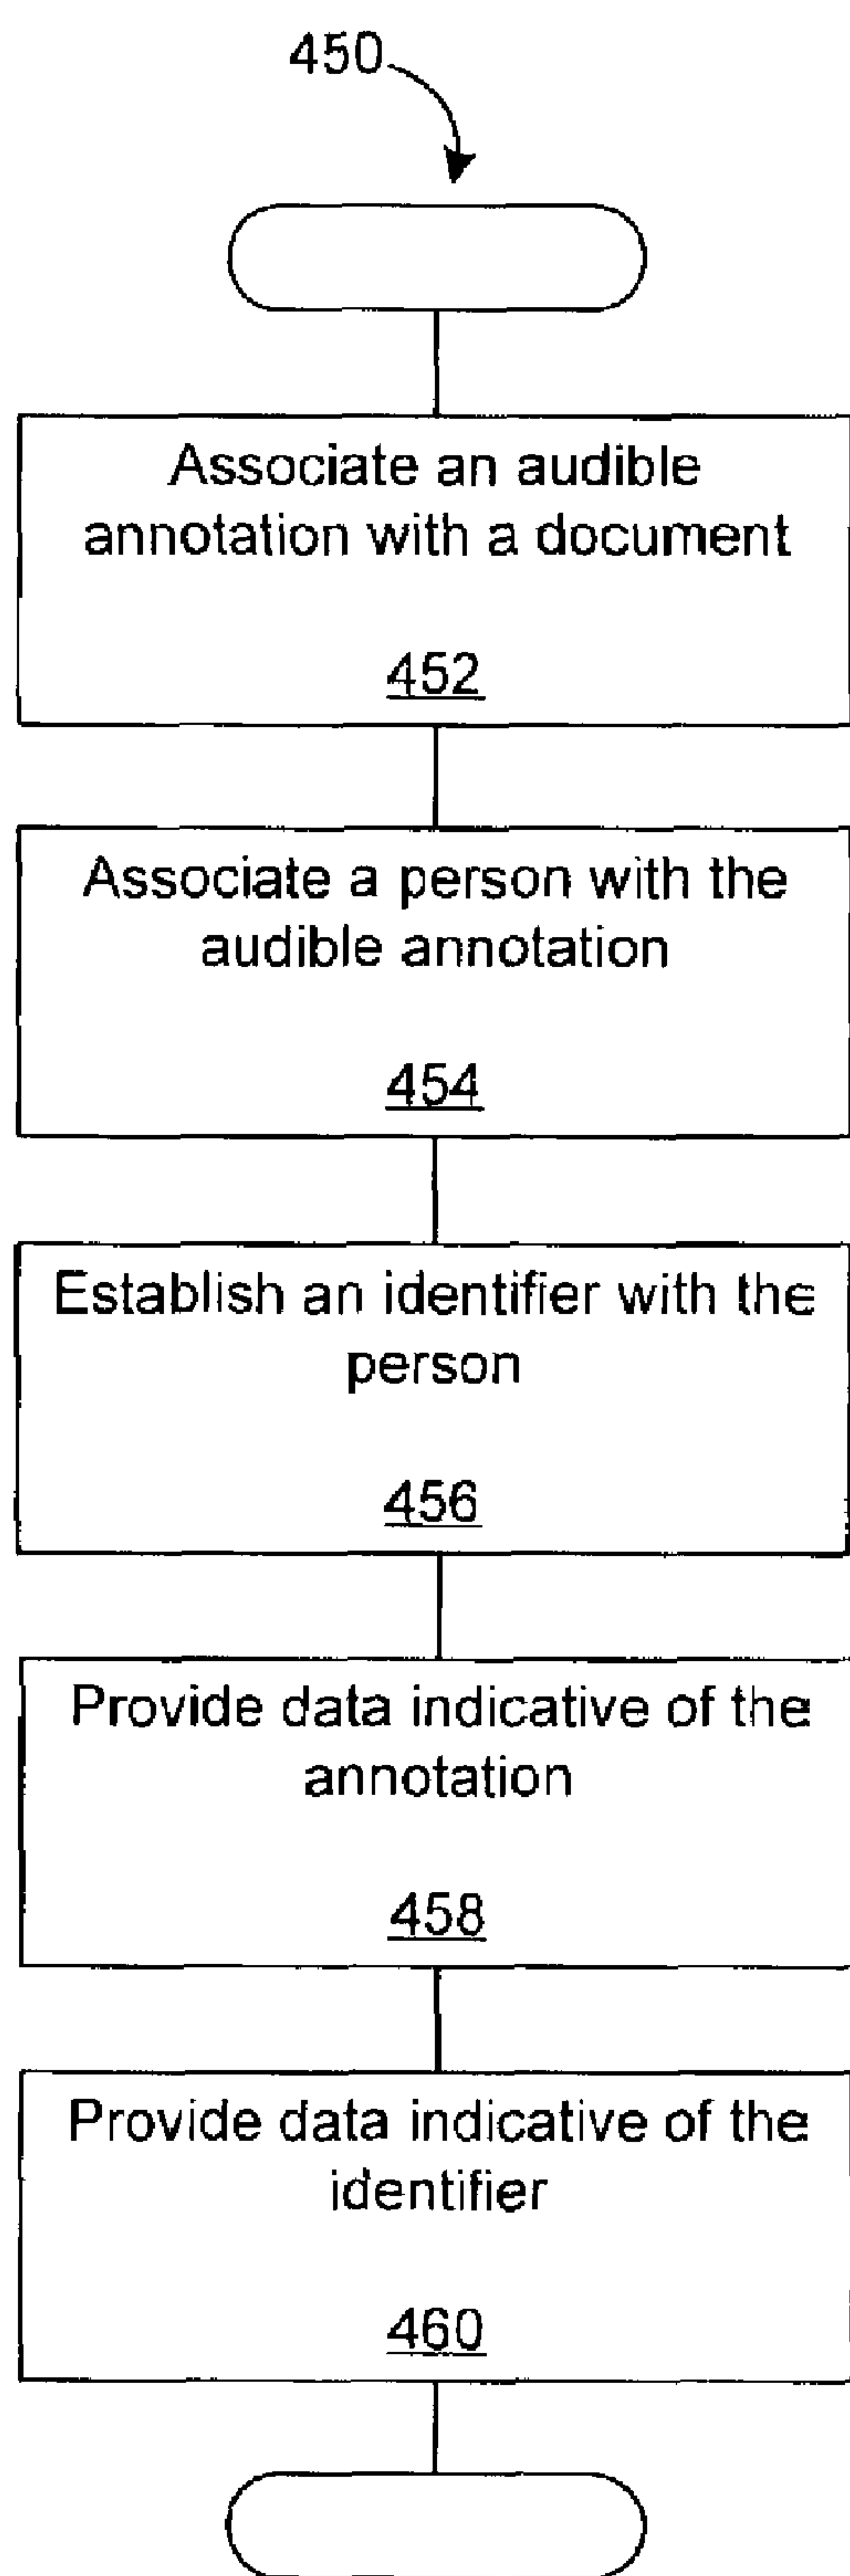 450
Associate an audible
annotation with a document
452
Associate a person with the
audible annotation
454
Establish an identifier with the
person
456
Provide data indicative of the
annotation
458
Provide data indicative of the
identifier
460